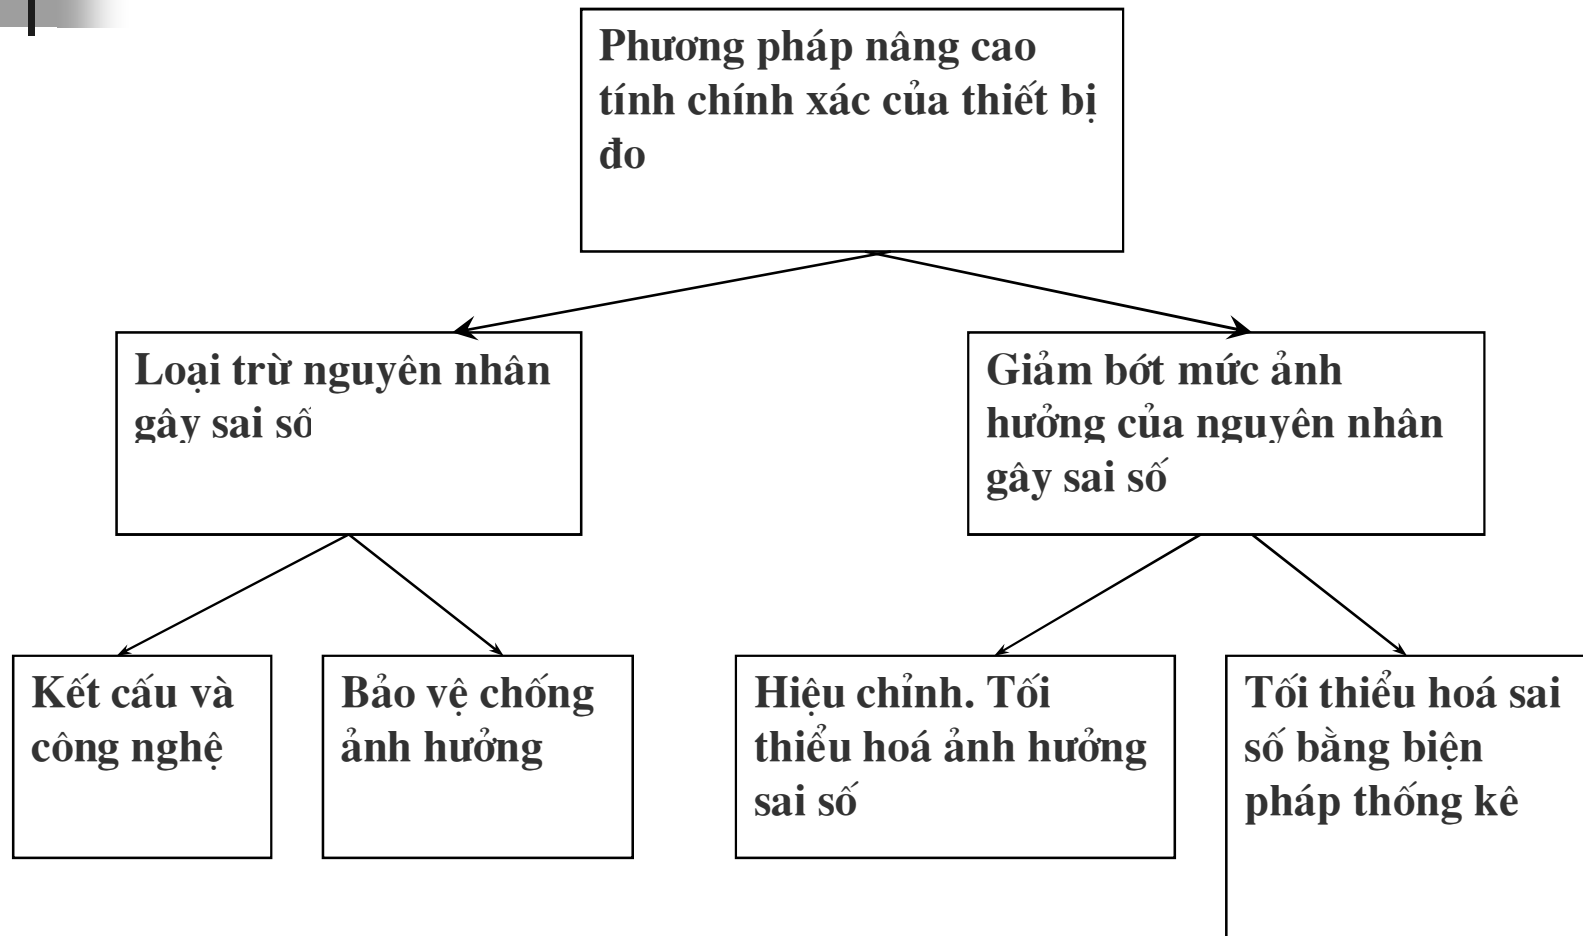 Phương pháp nâng cao
tính chính xác của thiết bị
đo
Loại trừ nguyên nhân
gây sai số
Giảm bớt mức ảnh
hưởng của nguyên nhân
gây sai số
Kết cấu và
công nghệ
Bảo vệ chống
ảnh hưởng
Hiệu chỉnh. Tối
thiểu hoá ảnh hưởng
sai số
Tối thiểu hoá sai
số bằng biện
pháp thống kê